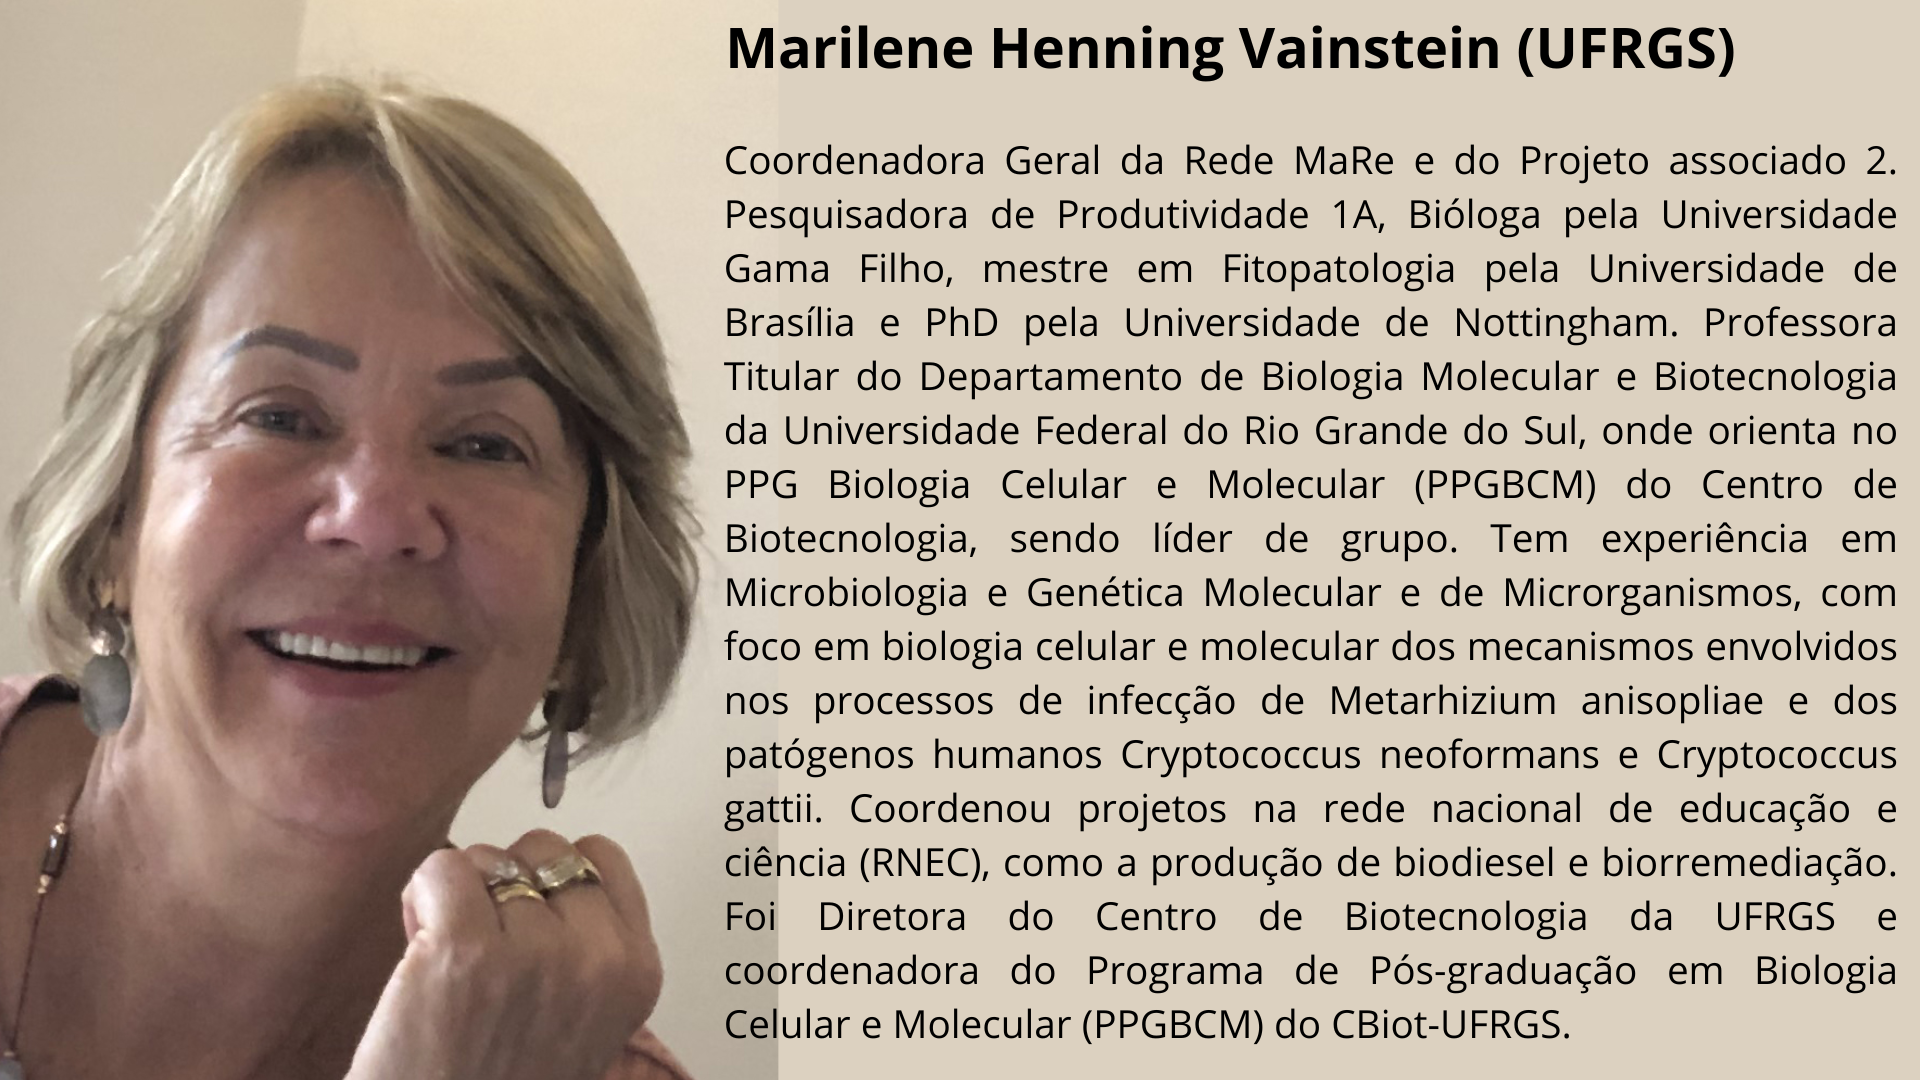 Marilene Henning Vainstein (UFRGS)
Coordenadora Geral da Rede MaRe e do Projeto associado 2.
Pesquisadora de Produtividade 1A, Bióloga pela Universidade
Gama Filho, mestre em Fitopatologia pela Universidade de
Brasília e PhD pela Universidade de Nottingham. Professora
Titular do Departamento de Biologia Molecular e Biotecnologia
da Universidade Federal do Rio Grande do Sul, onde orienta no
PPG Biologia Celular e Molecular (PPGBCM) do Centro de
Biotecnologia, sendo líder de grupo. Tem experiência em
Microbiologia e Genética Molecular e de Microrganismos, com
foco em biologia celular e molecular dos mecanismos envolvidos
nos processos de infecção de Metarhizium anisopliae e dos
patógenos humanos Cryptococcus neoformans e Cryptococcus
gattii. Coordenou projetos na rede nacional de educação e
ciência (RNEC), como a produção de biodiesel e biorremediação.
Foi Diretora do Centro de Biotecnologia da UFRGS e
coordenadora do Programa de Pós-graduação em Biologia
Celular e Molecular (PPGBCM) do CBiot-UFRGS.